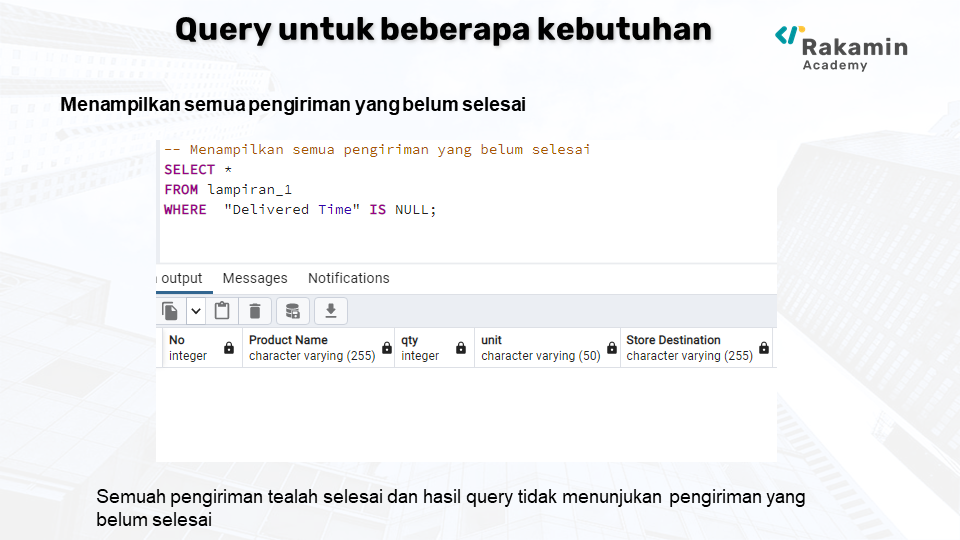 Query untuk beberapa kebutuhan
Rakamin
Academy
Menampilkan semua pengiriman yang belum selesai
-- Menampilkan semua pengiriman yang belum selesai
SELECT *
FROM lampiran_1
WHERE  "Delivered Time" IS NULL;
output Messages Notifications
No Product Name qty unit Store Destination
integer character varying (255) integer character varying (50) character varying (255)
Semuah pengiriman tealah selesai dan hasil query tidak menunjukan pengiriman yang
belum selesai